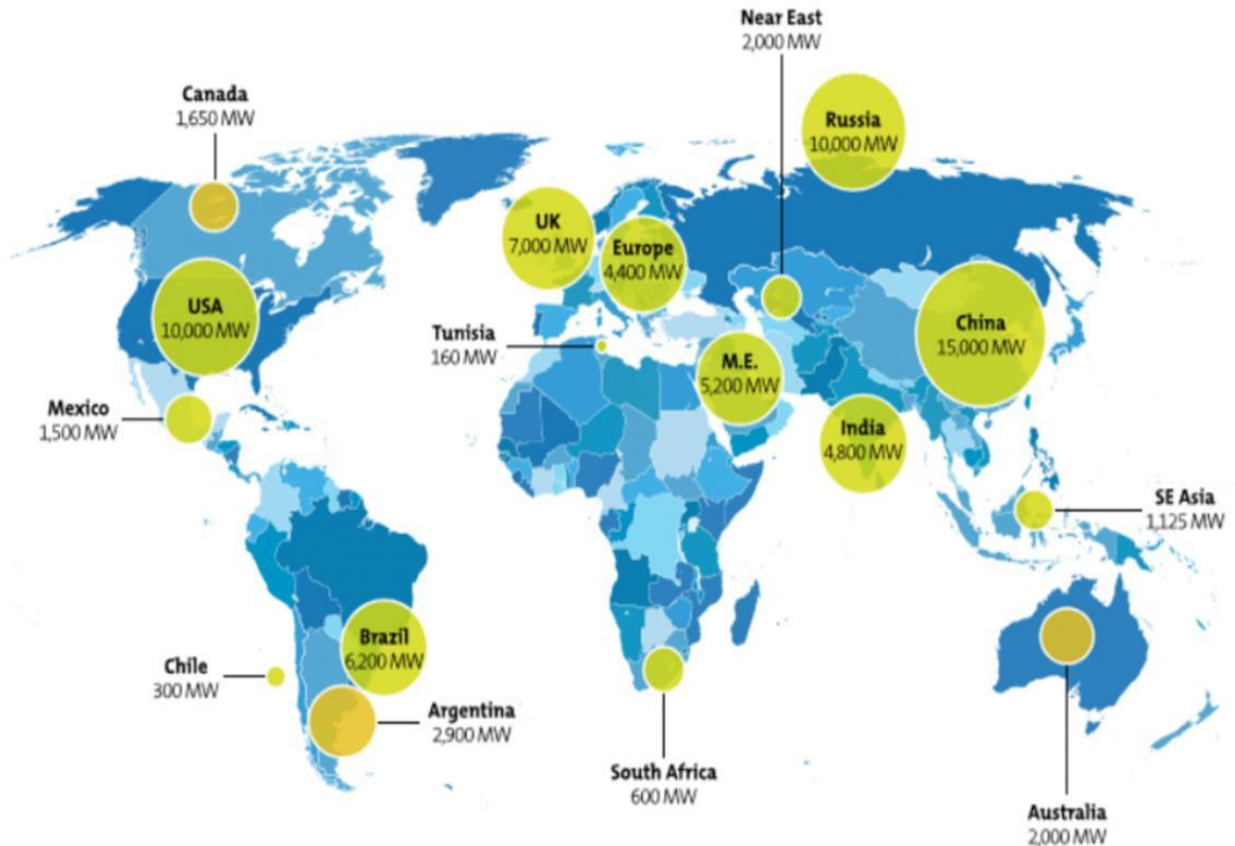 Near East
2,000 MW
Canada
1,650 MW
Russia
10,000 MW
UK
7,000 MW
Europe
4,400 MW
USA
10,000 MW
China
15,000 MW
Tunisia
160 MW
M.E.
5,200 MW
Mexico
1,500 MW
India
4,800 MW
SE Asia
1,125 MW
Brazil
6,200 MW
Chile
300 MW
Argentina
2,900 MW
South Africa
600 MW
Australia
2,000 MW